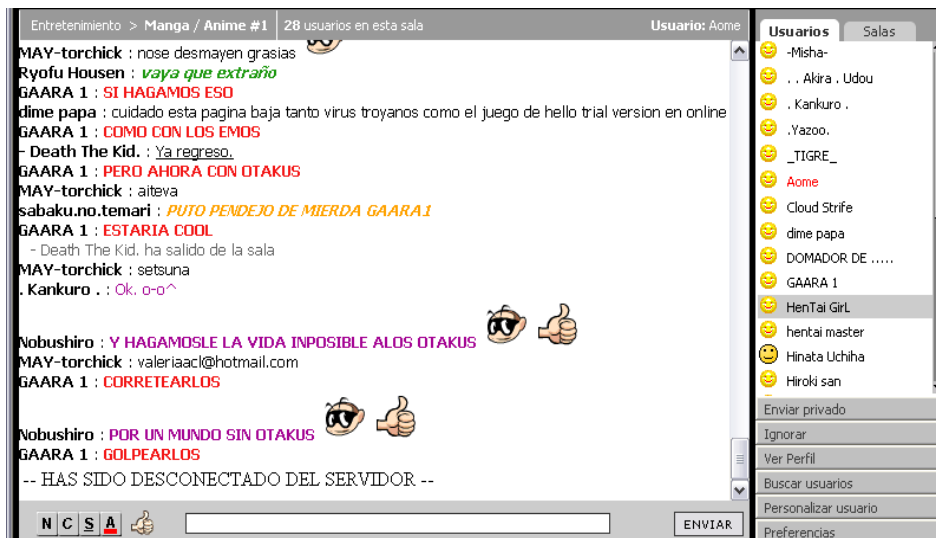 Entretenimiento > Manga / Anime #1 28 usuarios en esta sala Usuario: Aome
MAY-torchick : nose desmayen grasias
Ryofu Housen : vaya que extraño
GAARA 1 : SI HAGAMOS ESO
dime papa : cuidado esta pagina baja tanto virus troyanos como el juego de hello trial version en online
GAARA 1 : COMO CON LOS EMOS
- Death The Kid. : Ya regreso.
GAARA 1 : PERO AHORA CON OTAKUS
MAY-torchick : aiteva
sabaku.no.temari : PUTO PENDEJO DE MIERDA GAARA1
GAARA 1 : ESTARIA COOL
- Death The Kid. ha salido de la sala
MAY-torchick : setsuna
. Kankuro . : Ok. o-o^
Nobushiro : Y HAGAMOSLE LA VIDA INPOSIBLE ALOS OTAKUS
MAY-torchick : valeriaacl@hotmail.com
GAARA 1 : CORRETEARLOS
Nobushiro : POR UN MUNDO SIN OTAKUS
GAARA 1 : GOLPEARLOS
-- HAS SIDO DESCONECTADO DEL SERVIDOR --
N C S A
ENVIAR
Usuarios Salas
-Misha-
. . Akira . Udou
. Kankuro .
.Yazoo.
_TIGRE_
Aome
Cloud Strife
dime papa
DOMADOR DE .....
GAARA 1
HenTai GirL
hentai master
Hinata Uchiha
Hiroki san
Enviar privado
Ignorar
Ver Perfil
Buscar usuarios
Personalizar usuario
Preferencias